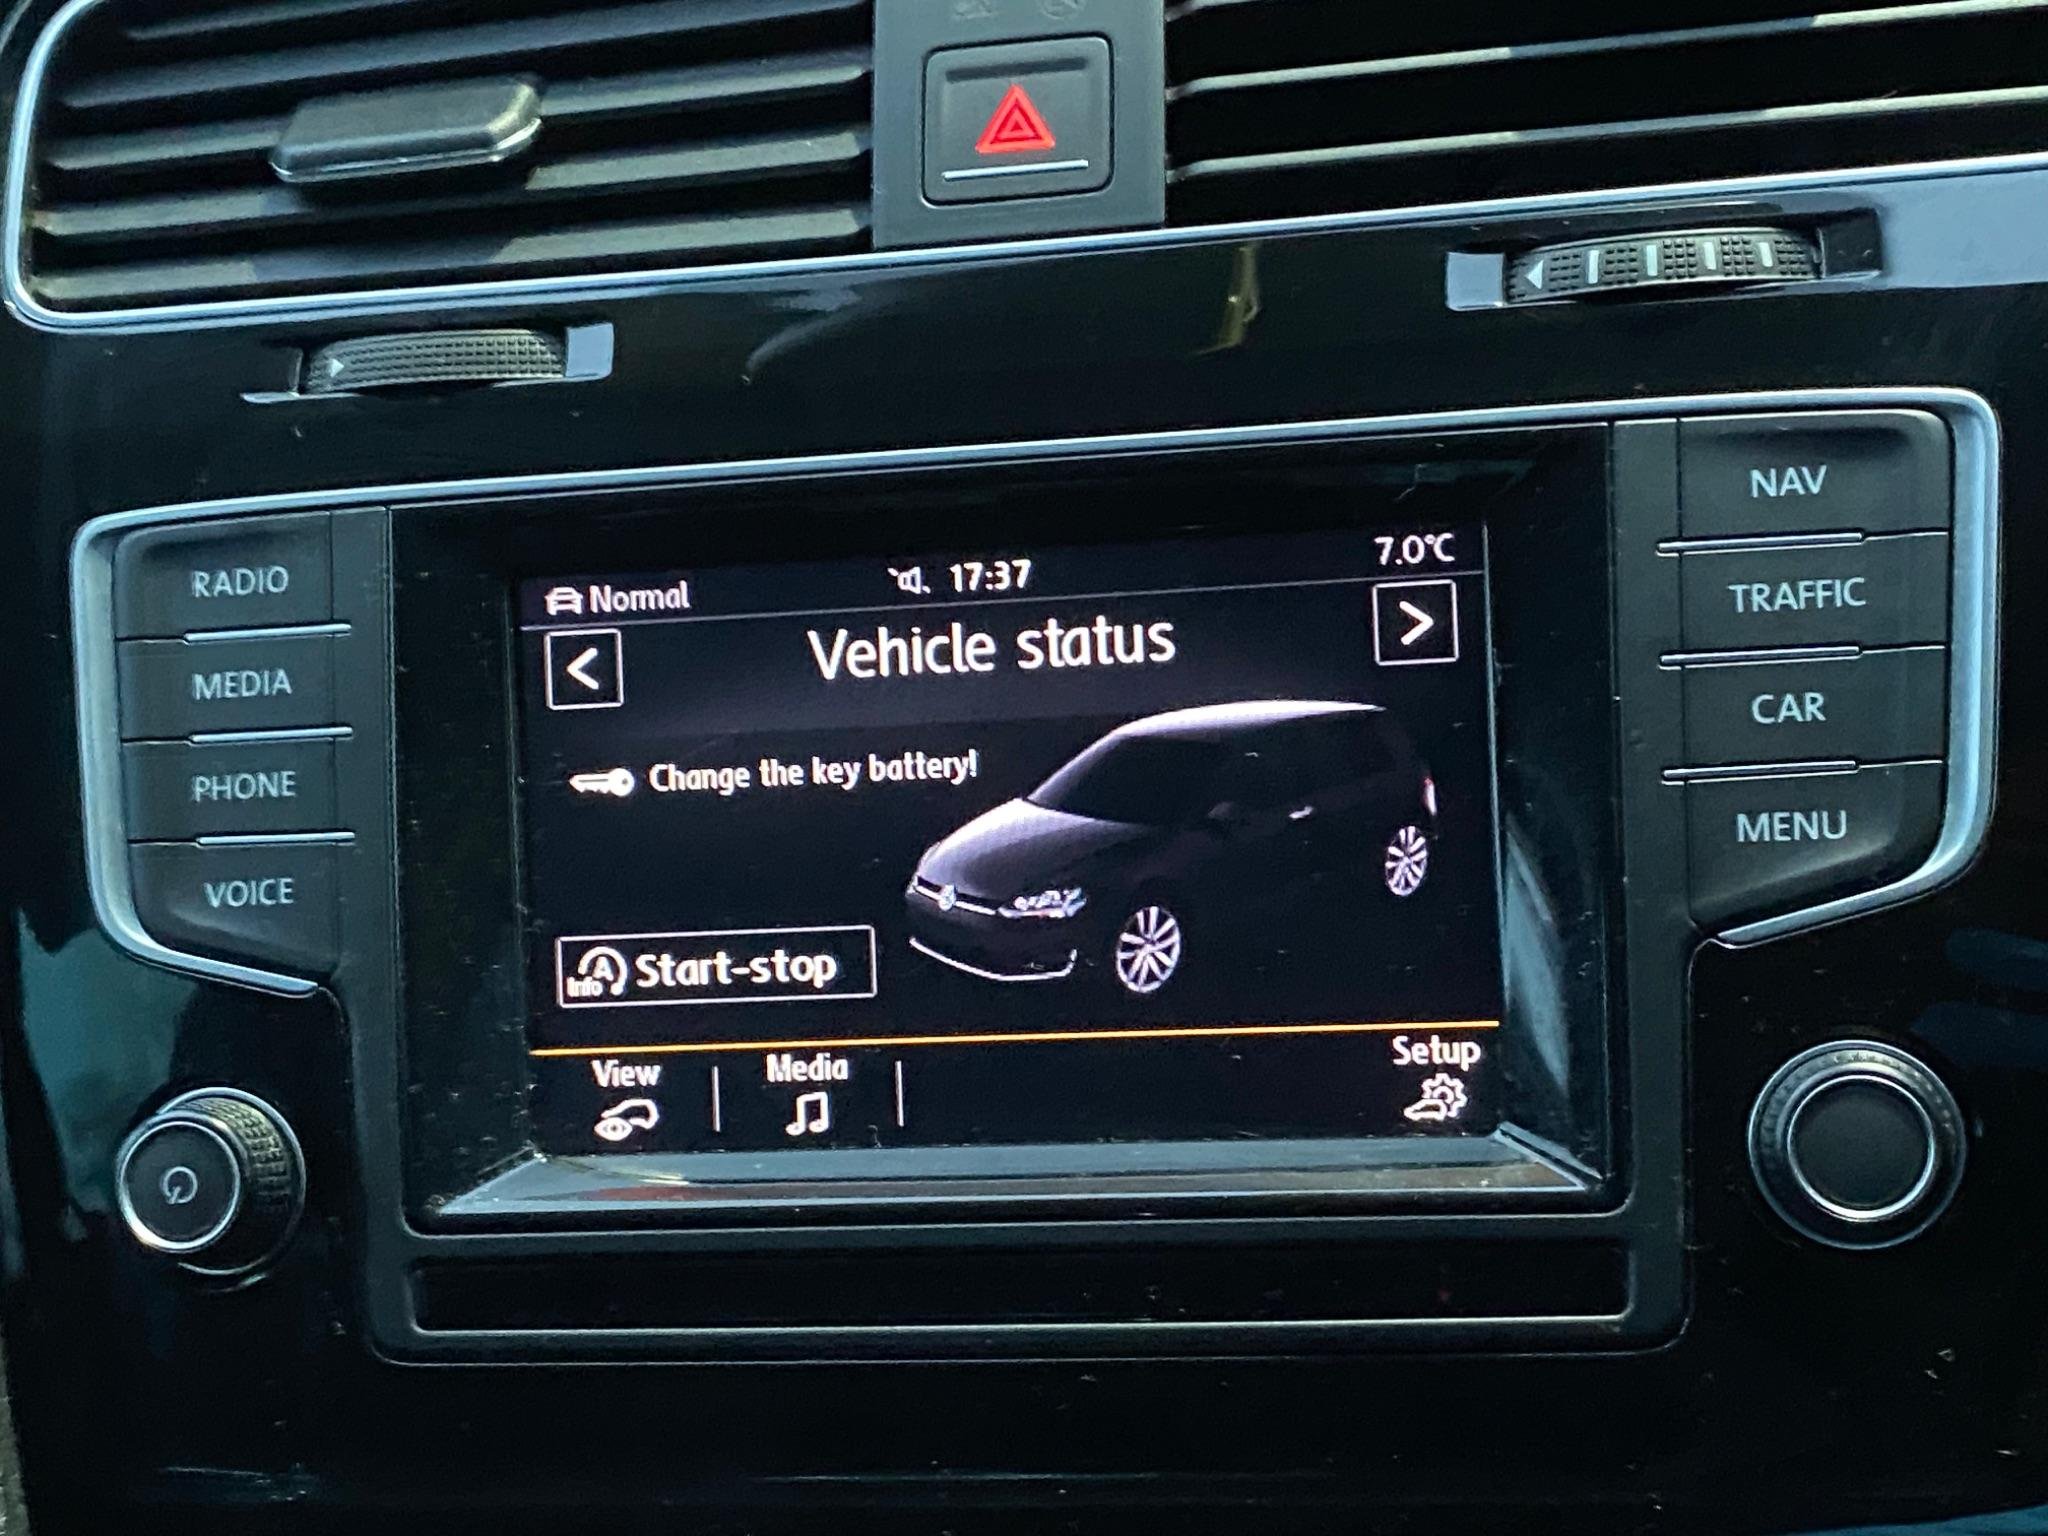 RADIO
MEDIA
PHONE
VOICE
Normal
17:37
7.0°C
<
Vehicle status
>
Change the key battery!
A
Info
Start-stop
View
Media
Setup
NAV
TRAFFIC
CAR
MENU